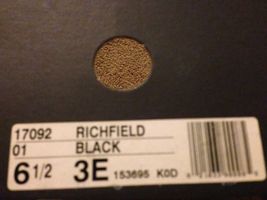 17092 RICHFIELD
01 BLACK
6 1/2 3E 153695 K0D